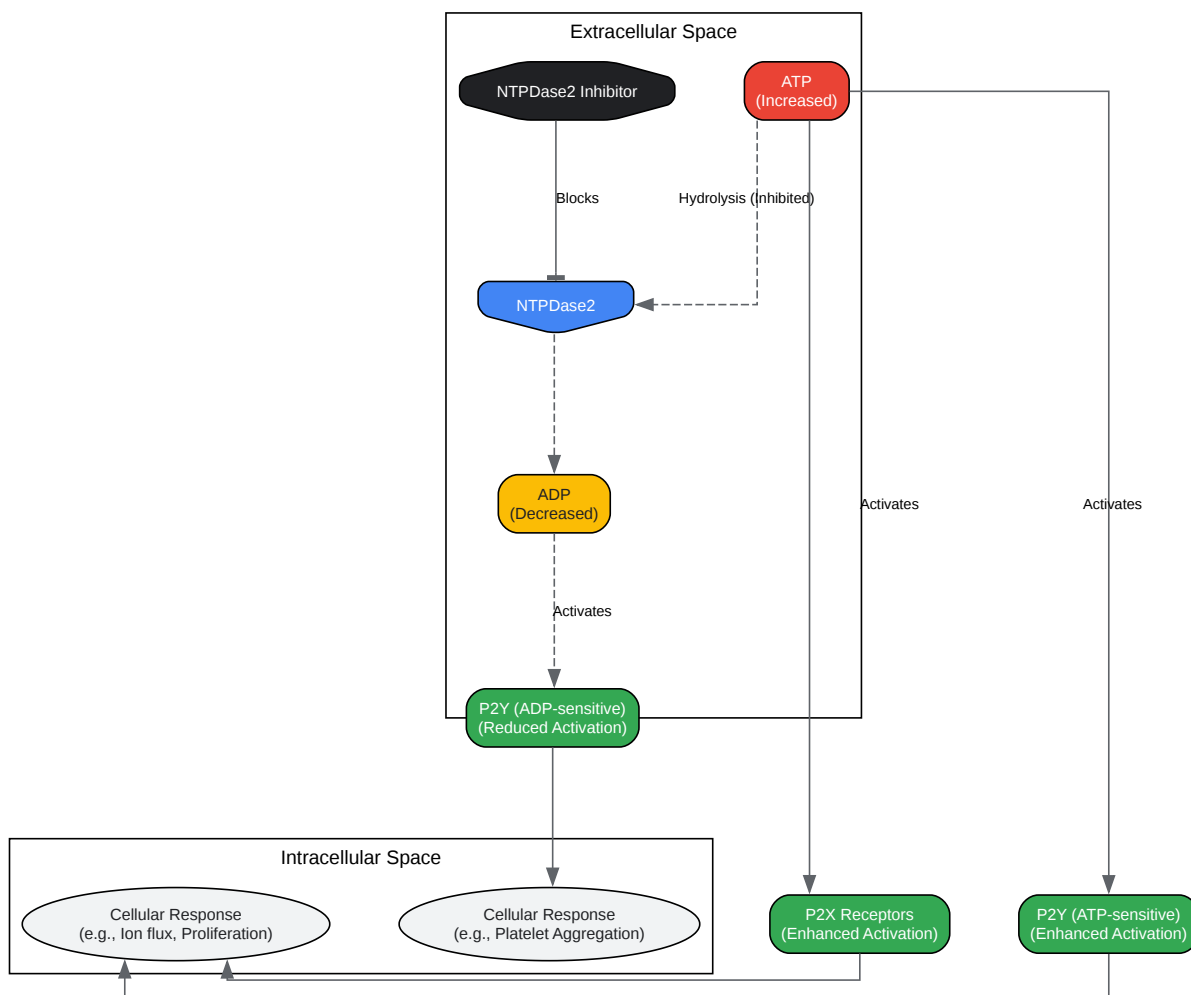 Extracellular Space
NTPDase2 Inhibitor
ATP
(Increased)
Blocks
Hydrolysis (Inhibited)
NTPDase2
ADP
(Decreased)
Activates
Activates
Activates
P2Y (ADP-sensitive)
(Reduced Activation)
Intracellular Space
Cellular Response
(e.g., Ion flux, Proliferation)
Cellular Response
(e.g., Platelet Aggregation)
P2X Receptors
(Enhanced Activation)
P2Y (ATP-sensitive)
(Enhanced Activation)